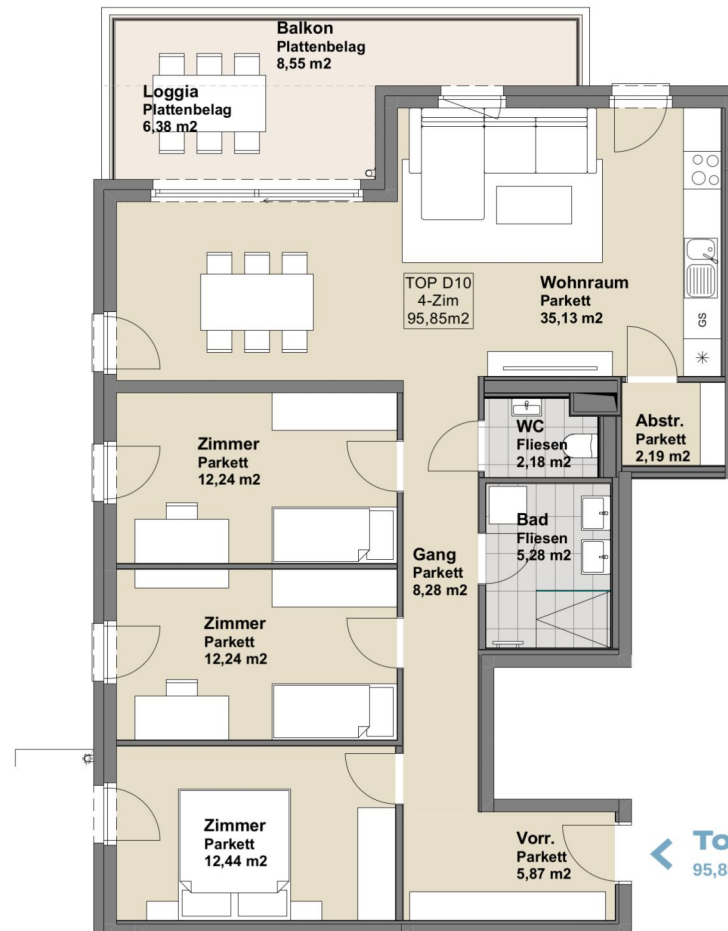 Balkon
Plattenbelag
8,55 m2
Loggia
Plattenbelag
6,38 m2
TOP D10
4-Zim
95,85m2
Wohnraum
Parkett
35,13 m2
GS
WC
Fliesen
2,18 m2
Abstr.
Parkett
2,19 m2
Zimmer
Parkett
12,24 m2
Bad
Fliesen
5,28 m2
Gang
Parkett
8,28 m2
Zimmer
Parkett
12,24 m2
Zimmer
Parkett
12,44 m2
Vorr.
Parkett
5,87 m2
To
95,8